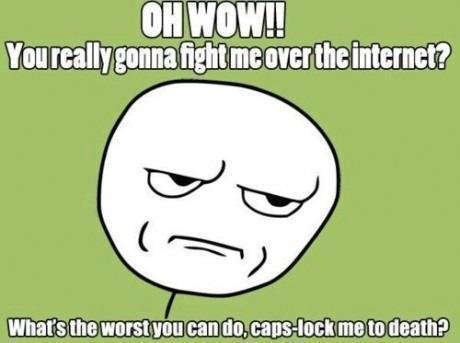 OH WOW!!
You really gonna fight me over the internet?
What's the worst you can do, caps-lock me to death?